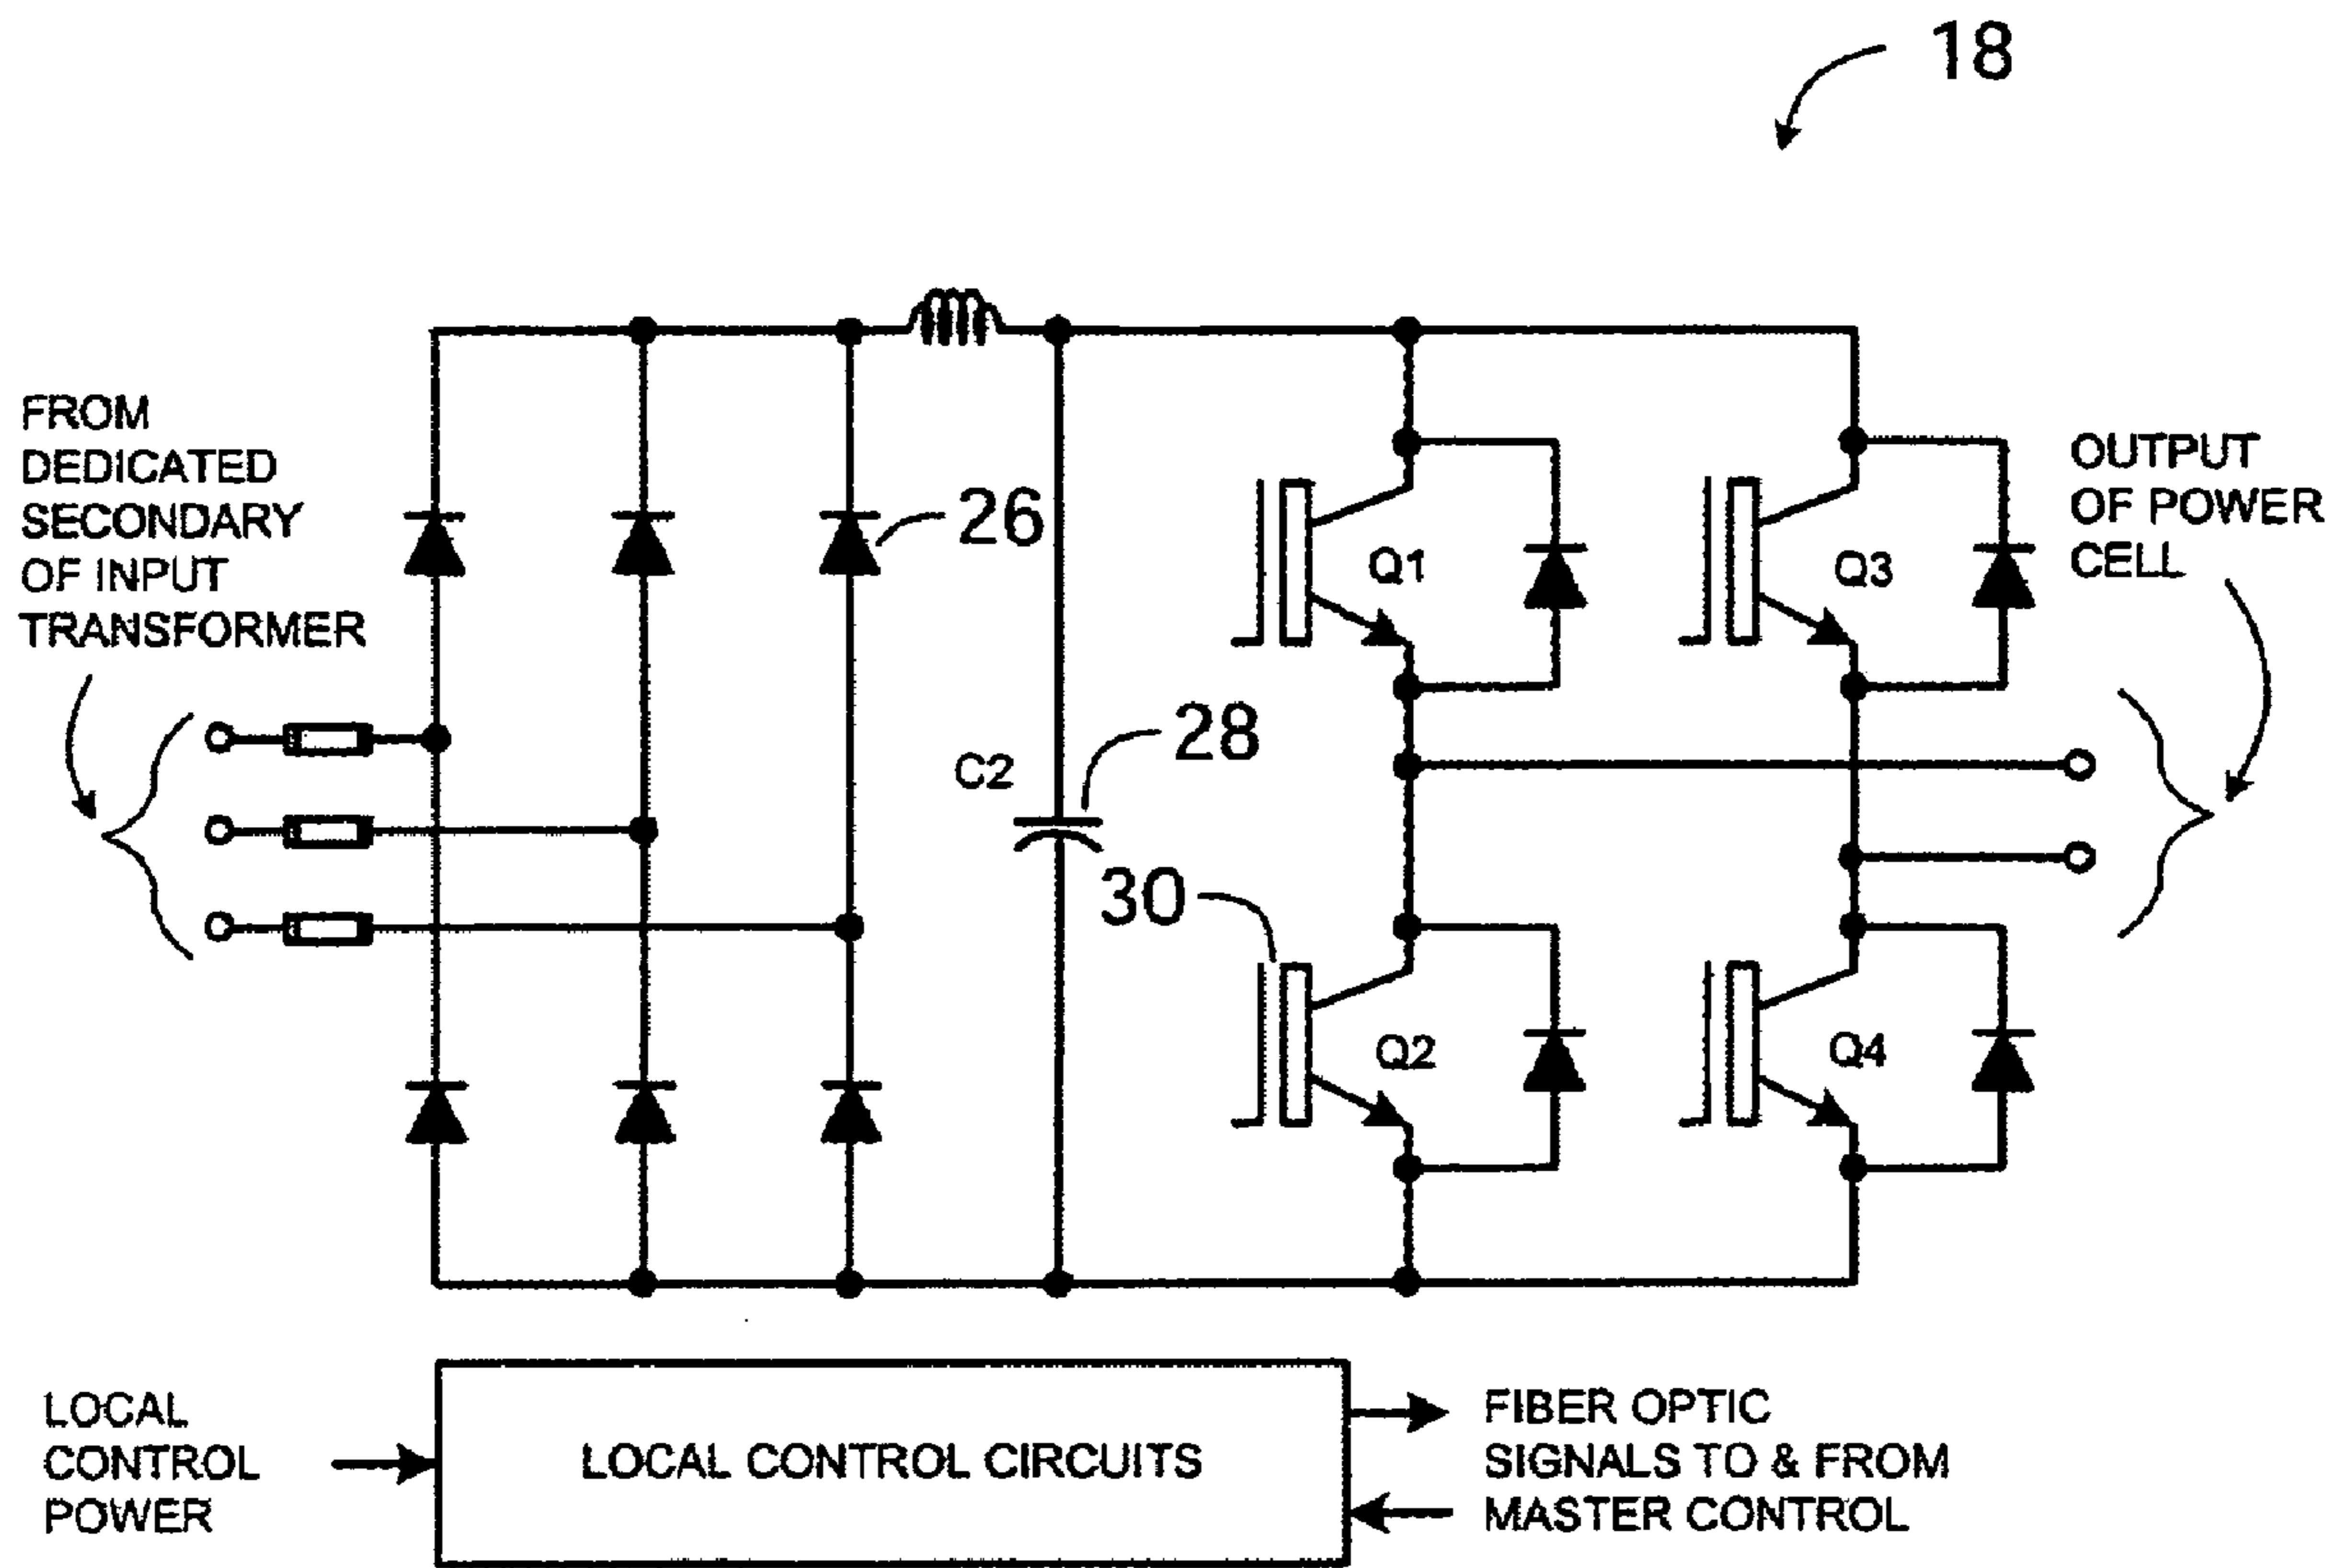 18
FROM
DEDICATED
SECONDARY
OF INPUT
TRANSFORMER
26
Q1
Q3
OUTPUT
OF POWER
CELL
C2
28
30
Q2
Q4
LOCAL
CONTROL
POWER
LOCAL CONTROL CIRCUITS
FIBER OPTIC
SIGNALS TO & FROM
MASTER CONTROL